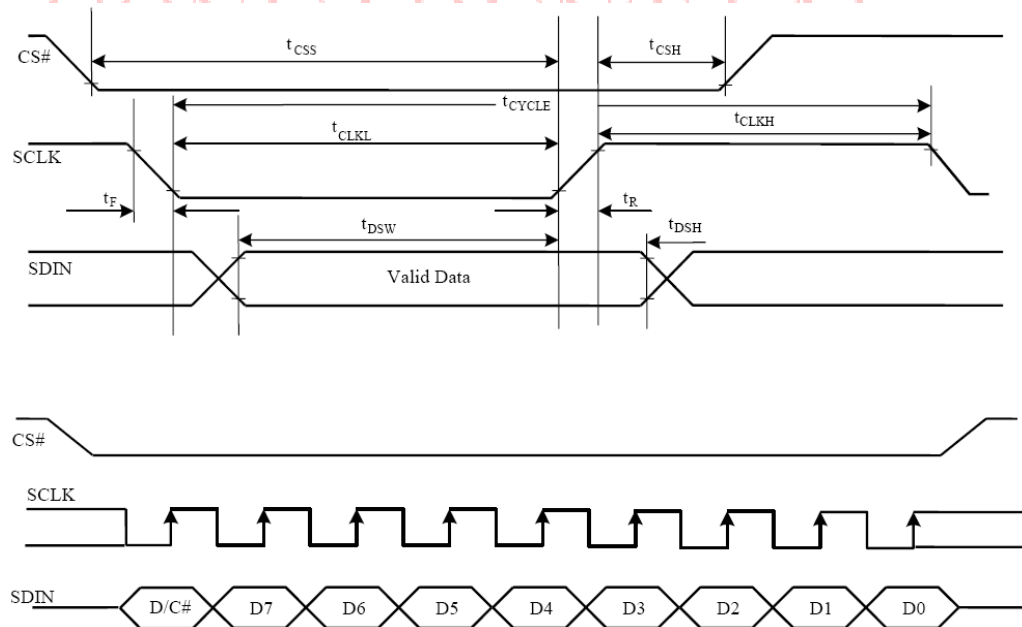 CS#
tCSS
tCSH
tCYCLE
tCLKL
tCLKH
SCLK
tF
tR
tDSW
tDSH
SDIN
Valid Data
CS#
SCLK
SDIN
D/C#
D7
D6
D5
D4
D3
D2
D1
D0